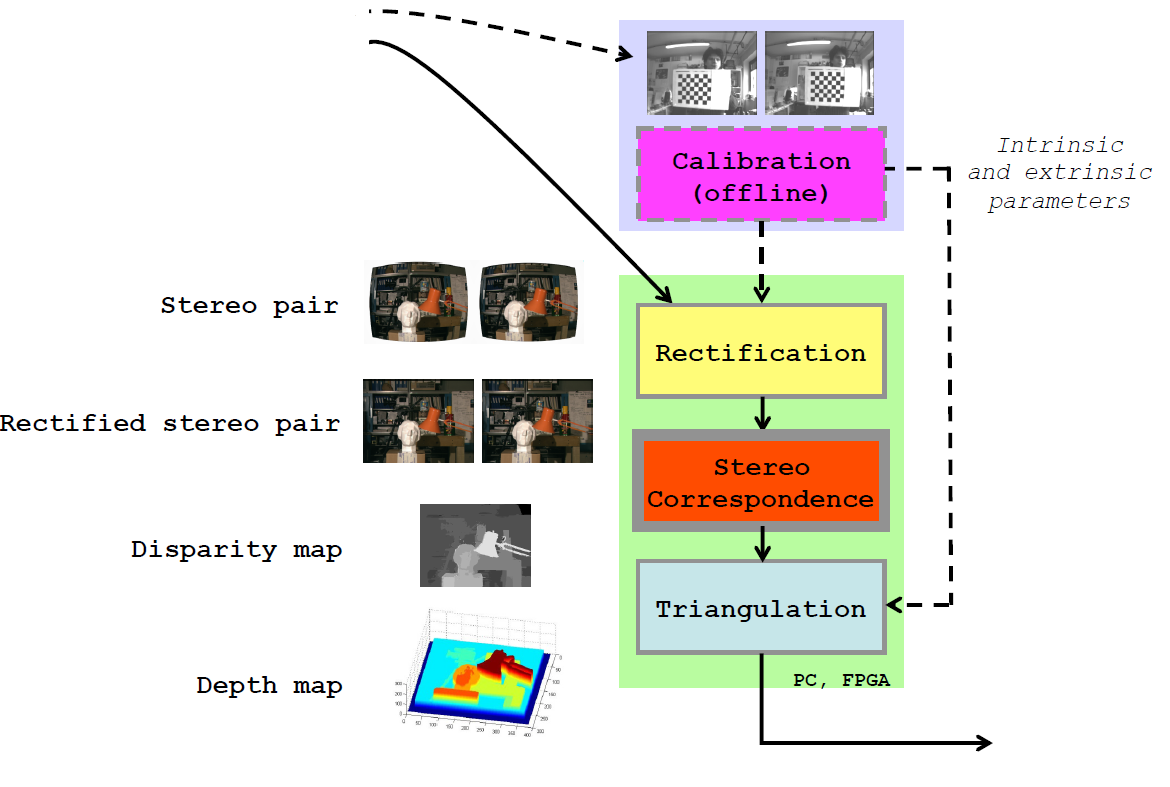 Calibration
(offline)
Intrinsic
and extrinsic
parameters
Stereo pair
Rectification
Rectified stereo pair
Stereo
Correspondence
Disparity map
Triangulation
Depth map
PC, FPGA